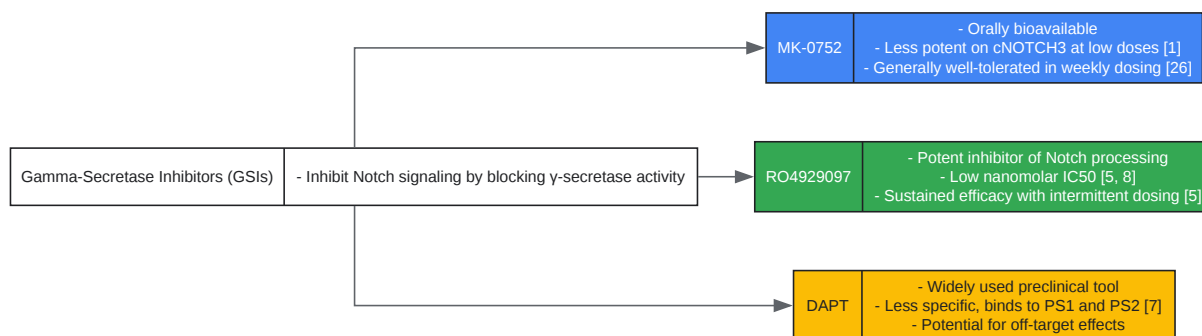 Gamma-Secretase Inhibitors (GSIs)
- Inhibit Notch signaling by blocking γ-secretase activity
MK-0752
- Orally bioavailable
- Less potent on cNOTCH3 at low doses [1]
- Generally well-tolerated in weekly dosing [26]
RO4929097
- Potent inhibitor of Notch processing
- Low nanomolar IC50 [5, 8]
- Sustained efficacy with intermittent dosing [5]
DAPT
- Widely used preclinical tool
- Less specific, binds to PS1 and PS2 [7]
- Potential for off-target effects